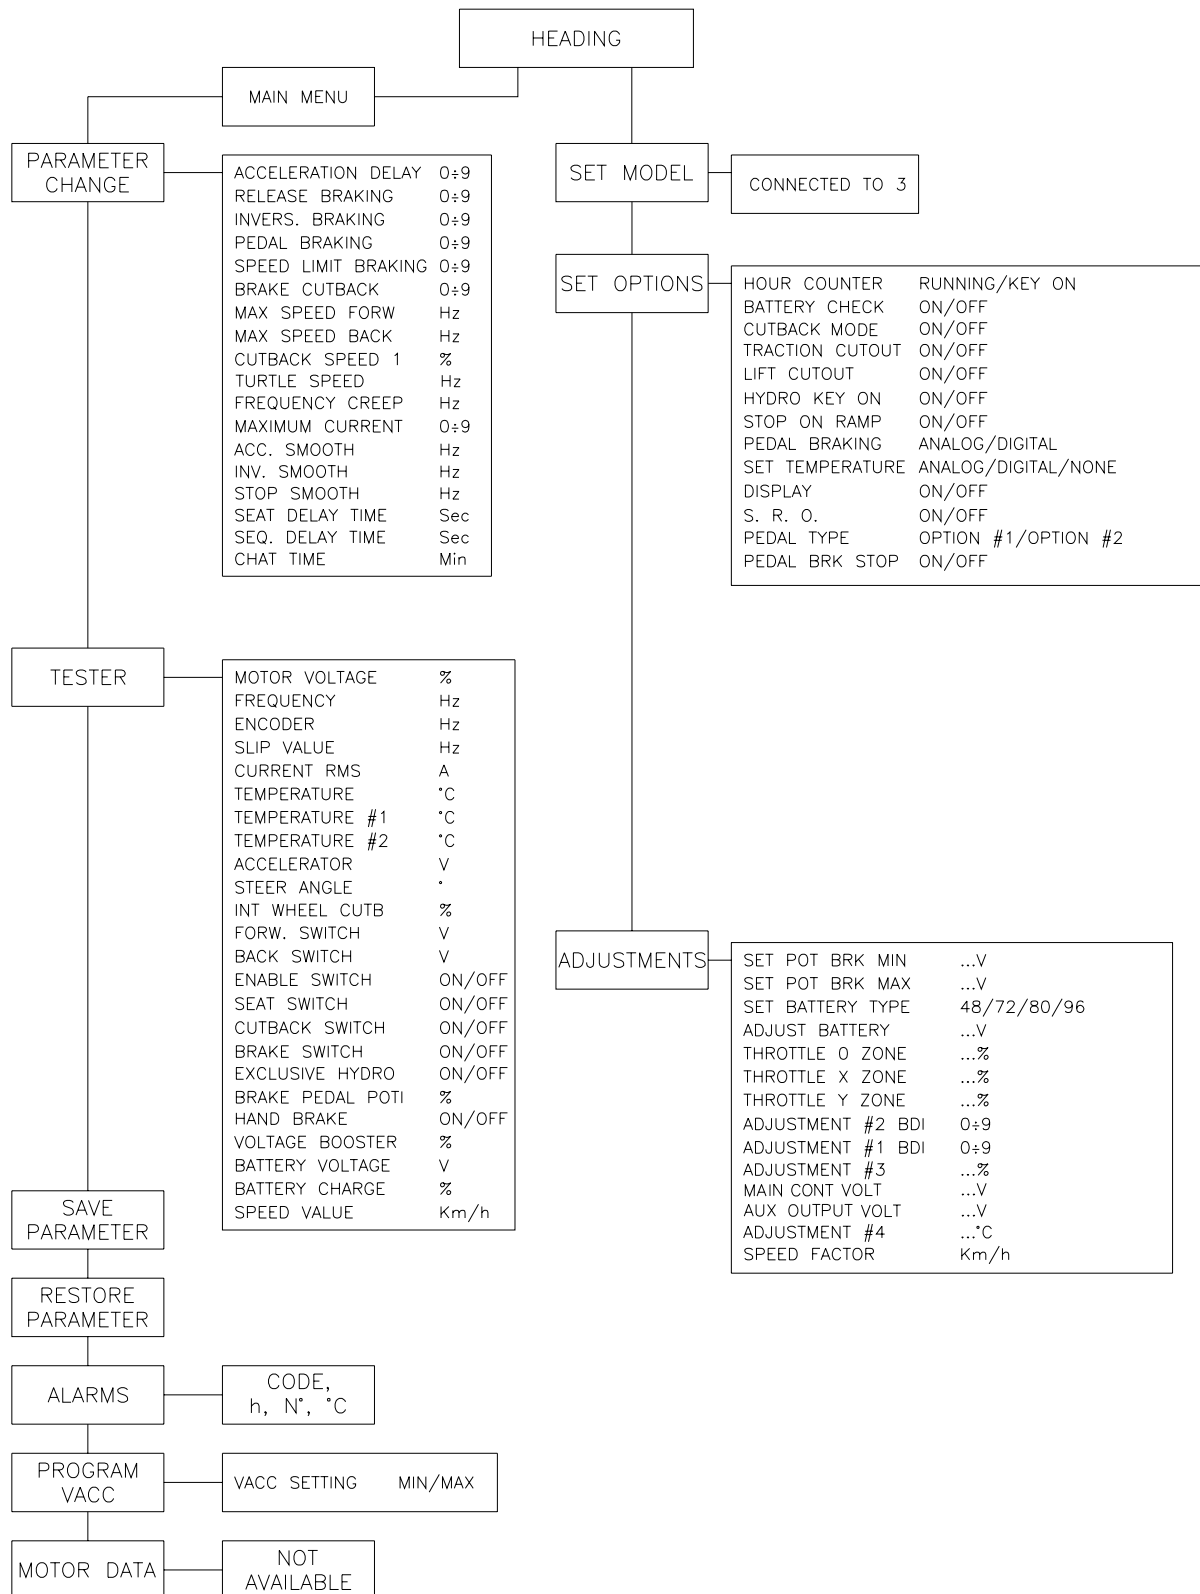 HEADING
MAIN MENU
PARAMETER
CHANGE
ACCELERATION DELAY 0÷9
RELEASE BRAKING 0÷9
INVERS. BRAKING 0÷9
PEDAL BRAKING 0÷9
SPEED LIMIT BRAKING 0÷9
BRAKE CUTBACK 0÷9
MAX SPEED FORW Hz
MAX SPEED BACK Hz
CUTBACK SPEED 1 %
TURTLE SPEED Hz
FREQUENCY CREEP Hz
MAXIMUM CURRENT 0÷9
ACC. SMOOTH Hz
INV. SMOOTH Hz
STOP SMOOTH Hz
SEAT DELAY TIME Sec
SEQ. DELAY TIME Sec
CHAT TIME Min
SET MODEL
CONNECTED TO 3
SET OPTIONS
HOUR COUNTER RUNNING/KEY ON
BATTERY CHECK ON/OFF
CUTBACK MODE ON/OFF
TRACTION CUTOUT ON/OFF
LIFT CUTOUT ON/OFF
HYDRO KEY ON ON/OFF
STOP ON RAMP ON/OFF
PEDAL BRAKING ANALOG/DIGITAL
SET TEMPERATURE ANALOG/DIGITAL/NONE
DISPLAY ON/OFF
S. R. O. ON/OFF
PEDAL TYPE OPTION #1/OPTION #2
PEDAL BRK STOP ON/OFF
TESTER
MOTOR VOLTAGE %
FREQUENCY Hz
ENCODER Hz
SLIP VALUE Hz
CURRENT RMS A
TEMPERATURE °C
TEMPERATURE #1 °C
TEMPERATURE #2 °C
ACCELERATOR V
STEER ANGLE °
INT WHEEL CUTB %
FORW. SWITCH V
BACK SWITCH V
ENABLE SWITCH ON/OFF
SEAT SWITCH ON/OFF
CUTBACK SWITCH ON/OFF
BRAKE SWITCH ON/OFF
EXCLUSIVE HYDRO ON/OFF
BRAKE PEDAL POTI %
HAND BRAKE ON/OFF
VOLTAGE BOOSTER %
BATTERY VOLTAGE V
BATTERY CHARGE %
SPEED VALUE Km/h
ADJUSTMENTS
SET POT BRK MIN ...V
SET POT BRK MAX ...V
SET BATTERY TYPE 48/72/80/96
ADJUST BATTERY ...V
THROTTLE 0 ZONE ...%
THROTTLE X ZONE ...%
THROTTLE Y ZONE ...%
ADJUSTMENT #2 BDI 0÷9
ADJUSTMENT #1 BDI 0÷9
ADJUSTMENT #3 ...%
MAIN CONT VOLT ...V
AUX OUTPUT VOLT ...V
ADJUSTMENT #4 ...°C
SPEED FACTOR Km/h
SAVE
PARAMETER
RESTORE
PARAMETER
ALARMS
CODE,
h, N°, °C
PROGRAM
VACC
VACC SETTING MIN/MAX
MOTOR DATA
NOT
AVAILABLE